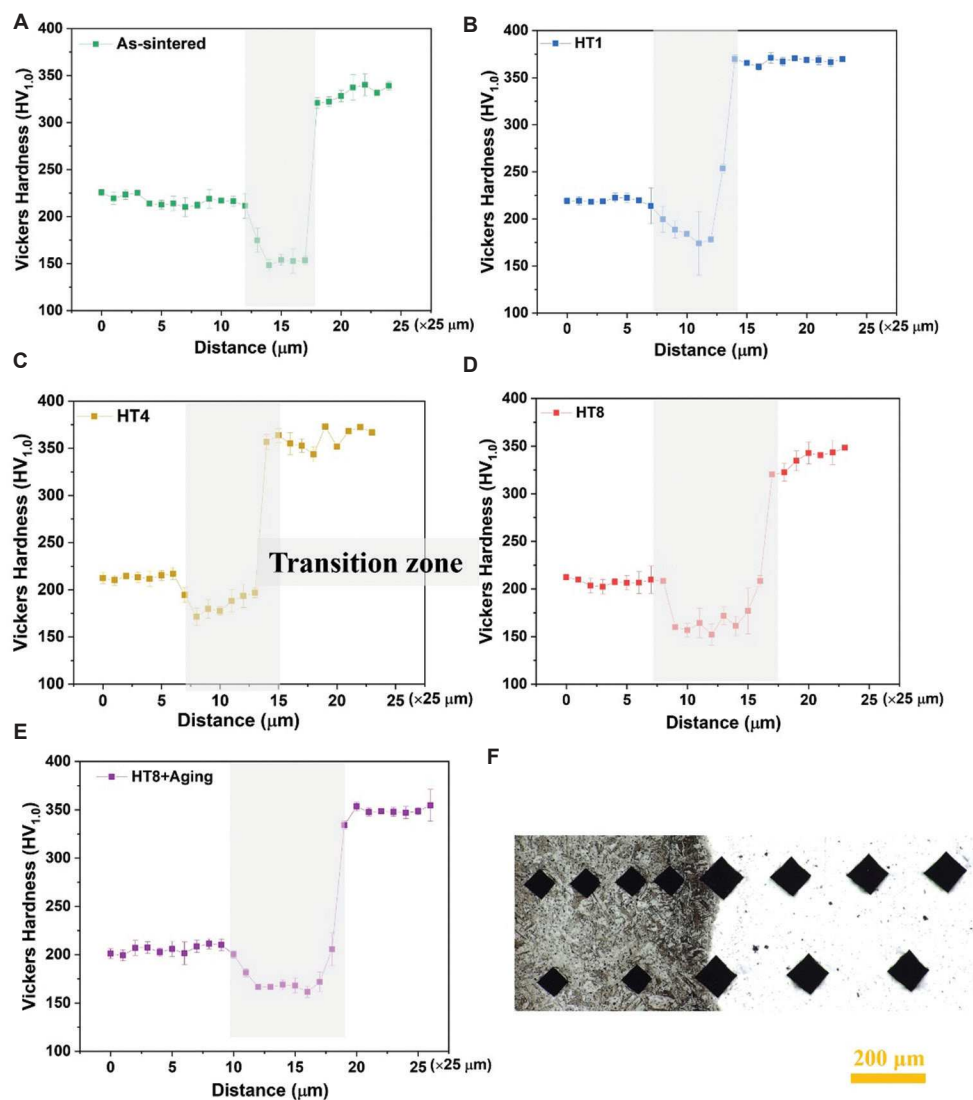 A
As-sintered
Vickers Hardness (HV1.0)
400
350
300
250
200
150
100
0
5
10
15
20
25
(×25 μm)
Distance (μm)
B
HT1
Vickers Hardness (HV1.0)
400
350
300
250
200
150
100
0
5
10
15
20
25
(×25 μm)
Distance (μm)
C
HT4
Vickers Hardness (HV1.0)
400
350
300
250
200
150
100
0
5
10
15
20
25
(×25 μm)
Distance (μm)
Transition zone
D
HT8
Vickers Hardness (HV1.0)
400
350
300
250
200
150
100
0
5
10
15
20
25
(×25 μm)
Distance (μm)
E
HT8+Aging
Vickers Hardness (HV1.0)
400
350
300
250
200
150
100
0
5
10
15
20
25
(×25 μm)
Distance (μm)
F
200 μm